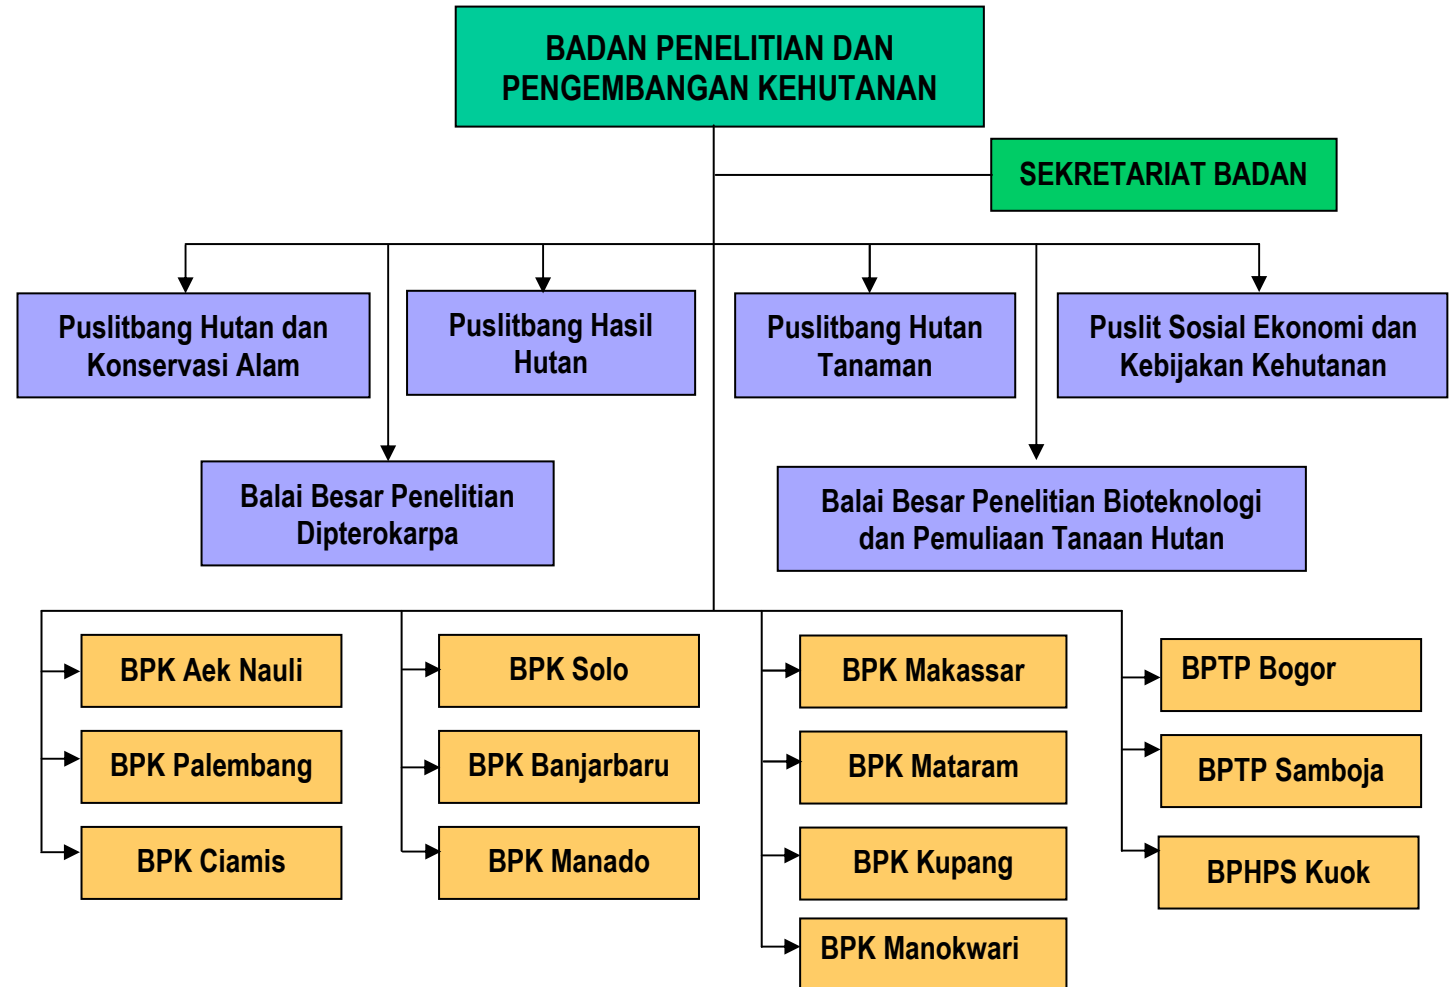 BADAN PENELITIAN DAN
PENGEMBANGAN KEHUTANAN
SEKRETARIAT BADAN
Puslitbang Hutan dan
Konservasi Alam
Puslitbang Hasil
Hutan
Puslitbang Hutan
Tanaman
Puslit Sosial Ekonomi dan
Kebijakan Kehutanan
Balai Besar Penelitian
Dipterokarpa
Balai Besar Penelitian Bioteknologi
dan Pemuliaan Tanaan Hutan
BPK Aek Nauli
BPK Palembang
BPK Ciamis
BPK Solo
BPK Banjarbaru
BPK Manado
BPK Makassar
BPK Mataram
BPK Kupang
BPK Manokwari
BPTP Bogor
BPTP Samboja
BPHPS Kuok